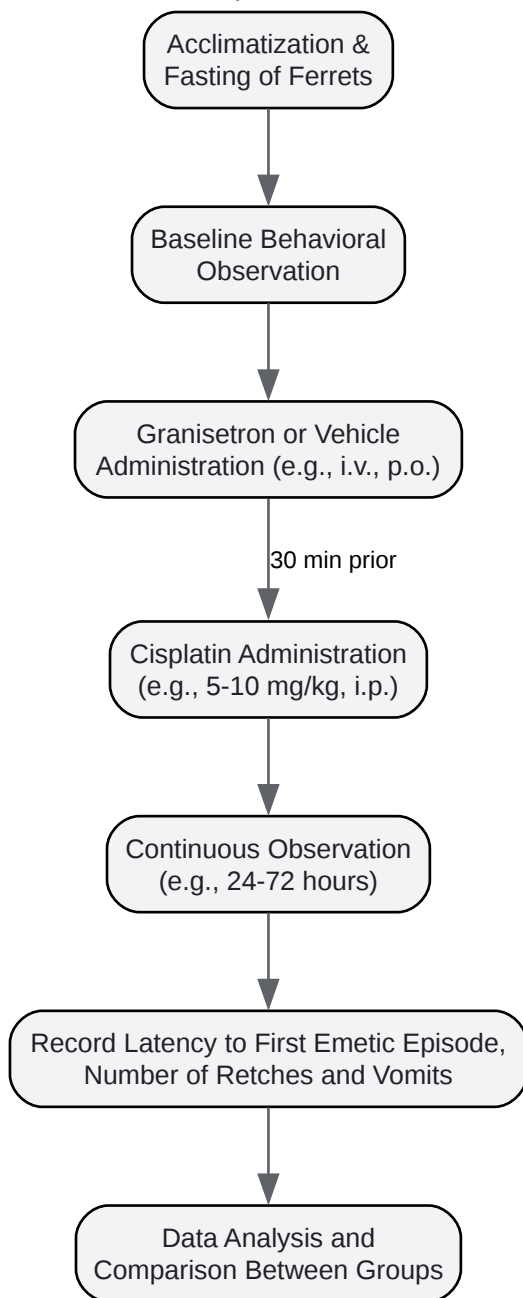 Acclimatization &
Fasting of Ferrets
Baseline Behavioral
Observation
Granisetron or Vehicle
Administration (e.g., i.v., p.o.)
30 min prior
Cisplatin Administration
(e.g., 5-10 mg/kg, i.p.)
Continuous Observation
(e.g., 24-72 hours)
Record Latency to First Emetic Episode,
Number of Retches and Vomits
Data Analysis and
Comparison Between Groups